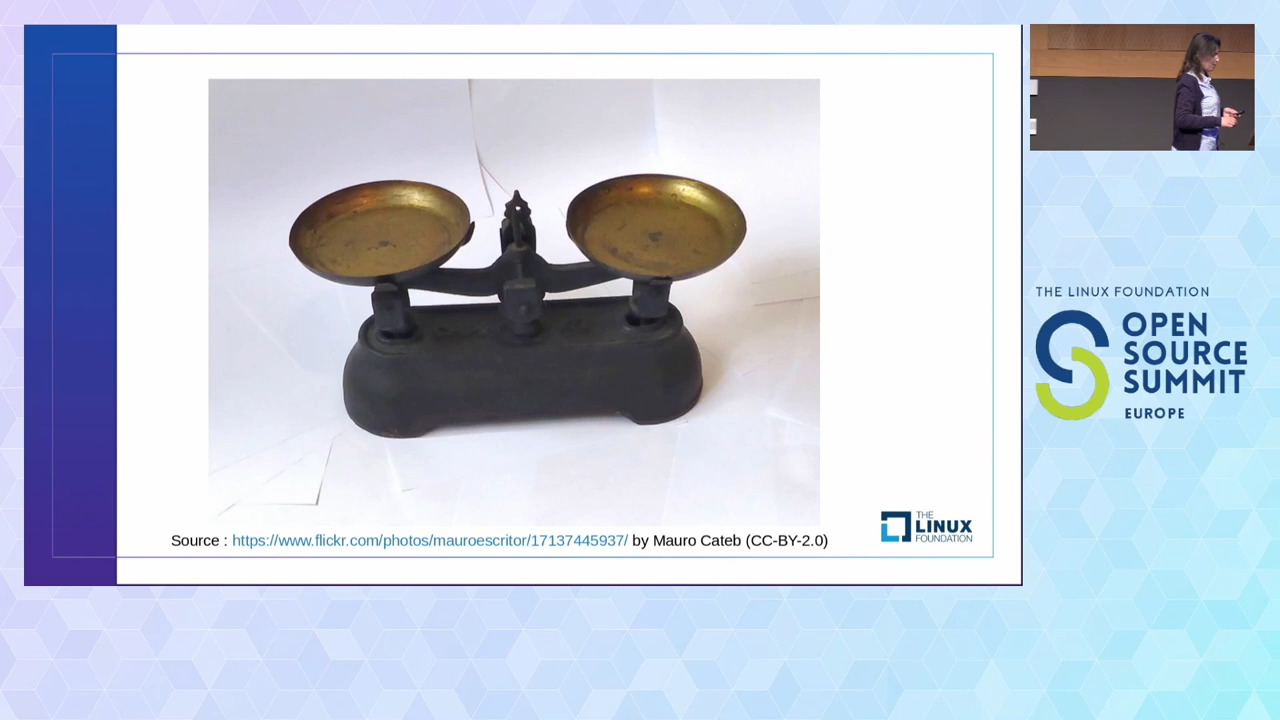 Source : https://www.flickr.com/photos/mauroescritor/17137445937/ by Mauro Cateb (CC-BY-2.0)
THE
LINUX
FOUNDATION
THE LINUX FOUNDATION
OPEN
SOURCE
SUMMIT
EUROPE